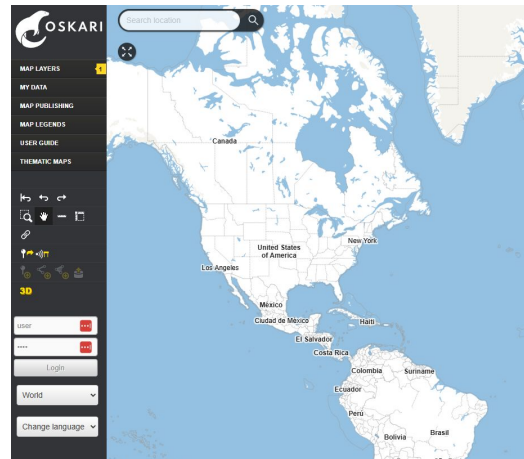 OSKARI
Search location
MAP LAYERS
1
MY DATA
MAP PUBLISHING
MAP LEGENDS
USER GUIDE
THEMATIC MAPS
3D
user
----
Login
World
Change language
Canada
United States
of America
New York
Los Angeles
México
Ciudad de México
Haiti
El Salvador
Costa Rica
Colombia
Suriname
Ecuador
Perú
Brasil
Bolivia